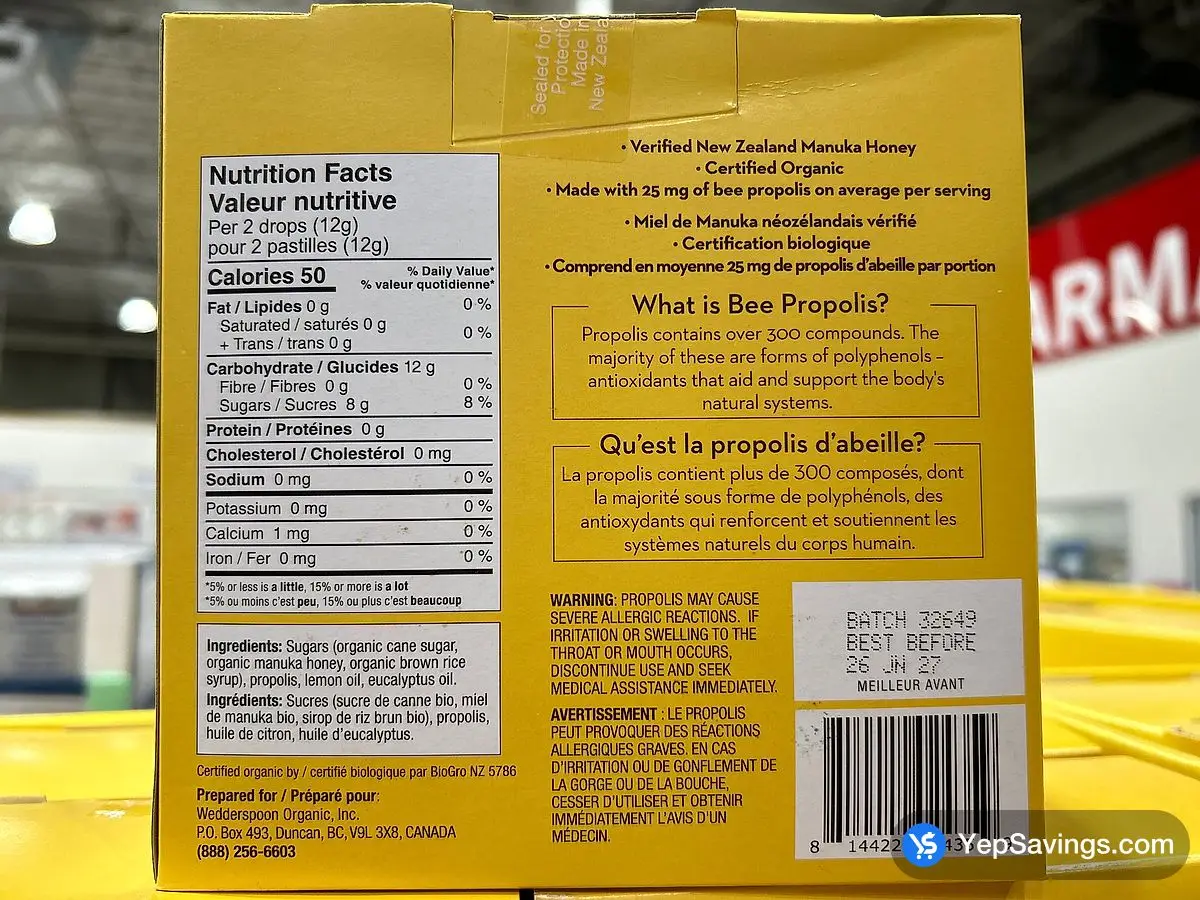 Sealed for
Protectio
Made in
New Zeala
Nutrition Facts
Valeur nutritive
Per 2 drops (12g)
pour 2 pastilles (12g)
Calories 50
% Daily Value*
% valeur quotidienne*
Fat / Lipides 0 g 0 %
Saturated / saturés 0 g
+ Trans / trans 0 g 0 %
Carbohydrate / Glucides 12 g
Fibre / Fibres 0 g 0 %
Sugars / Sucres 8 g 8 %
Protein / Protéines 0 g
Cholesterol / Cholestérol 0 mg
Sodium 0 mg 0 %
Potassium 0 mg 0 %
Calcium 1 mg 0 %
Iron / Fer 0 mg 0 %
*5% or less is a little, 15% or more is a lot
*5% ou moins c'est peu, 15% ou plus c'est beaucoup
Ingredients: Sugars (organic cane sugar,
organic manuka honey, organic brown rice
syrup), propolis, lemon oil, eucalyptus oil.
Ingrédients: Sucres (sucre de canne bio, miel
de manuka bio, sirop de riz brun bio), propolis,
huile de citron, huile d'eucalyptus.
Certified organic by / certifié biologique par BioGro NZ 5786
Prepared for / Préparé pour:
Wedderspoon Organic, Inc.
P.O. Box 493, Duncan, BC, V9L 3X8, CANADA
(888) 256-6603
• Verified New Zealand Manuka Honey
• Certified Organic
• Made with 25 mg of bee propolis on average per serving
• Miel de Manuka néozélandais vérifié
• Certification biologique
• Comprend en moyenne 25 mg de propolis d'abeille par portion
What is Bee Propolis?
Propolis contains over 300 compounds. The
majority of these are forms of polyphenols –
antioxidants that aid and support the body's
natural systems.
Qu'est la propolis d'abeille?
La propolis contient plus de 300 composés, dont
la majorité sous forme de polyphénols, des
antioxydants qui renforcent et soutiennent les
systèmes naturels du corps humain.
WARNING: PROPOLIS MAY CAUSE
SEVERE ALLERGIC REACTIONS. IF
IRRITATION OR SWELLING TO THE
THROAT OR MOUTH OCCURS,
DISCONTINUE USE AND SEEK
MEDICAL ASSISTANCE IMMEDIATELY.
AVERTISSEMENT : LE PROPOLIS
PEUT PROVOQUER DES RÉACTIONS
ALLERGIQUES GRAVES. EN CAS
D'IRRITATION OU DE GONFLEMENT DE
LA GORGE OU DE LA BOUCHE,
CESSER D'UTILISER ET OBTENIR
IMMÉDIATEMENT L'AVIS D'UN
MÉDECIN.
BATCH 32649
BEST BEFORE
26 JN 27
MEILLEUR AVANT
8 14422
YepSavings.com
ARMA